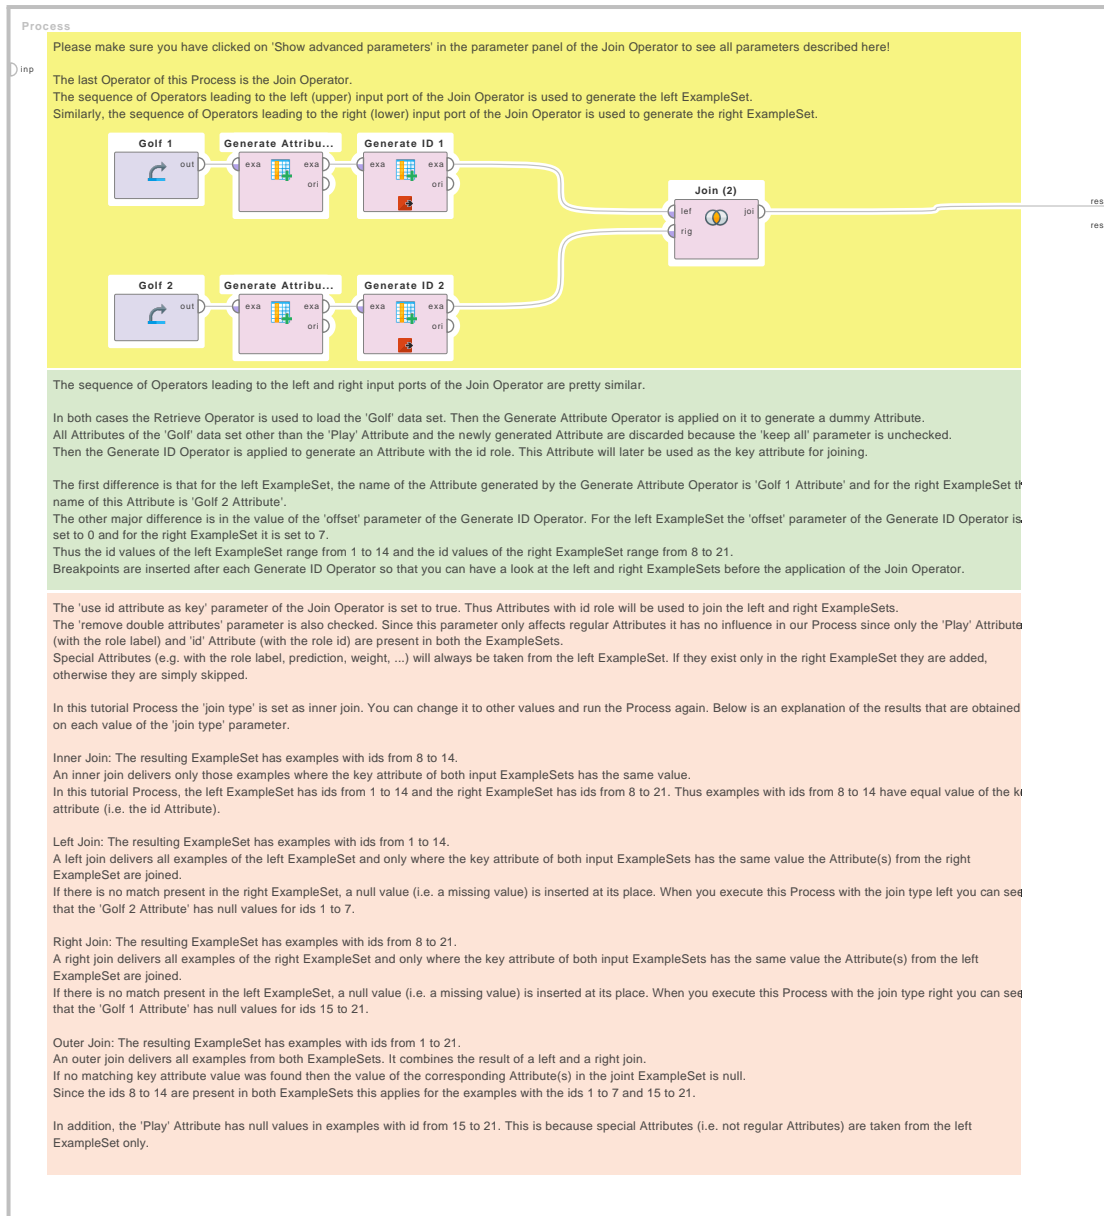 Process
Please make sure you have clicked on 'Show advanced parameters' in the parameter panel of the Join Operator to see all parameters described here!
inp
The last Operator of this Process is the Join Operator.
The sequence of Operators leading to the left (upper) input port of the Join Operator is used to generate the left ExampleSet.
Similarly, the sequence of Operators leading to the right (lower) input port of the Join Operator is used to generate the right ExampleSet.
Golf 1
out
Generate Attribu...
exa exa
ori
Generate ID 1
exa exa
ori
Join (2)
lef joi
rig
res
res
Golf 2
out
Generate Attribu...
exa exa
ori
Generate ID 2
exa exa
ori
The sequence of Operators leading to the left and right input ports of the Join Operator are pretty similar.
In both cases the Retrieve Operator is used to load the 'Golf' data set. Then the Generate Attribute Operator is applied on it to generate a dummy Attribute.
All Attributes of the 'Golf' data set other than the 'Play' Attribute and the newly generated Attribute are discarded because the 'keep all' parameter is unchecked.
Then the Generate ID Operator is applied to generate an Attribute with the id role. This Attribute will later be used as the key attribute for joining.
The first difference is that for the left ExampleSet, the name of the Attribute generated by the Generate Attribute Operator is 'Golf 1 Attribute' and for the right ExampleSet
name of this Attribute is 'Golf 2 Attribute'.
The other major difference is in the value of the 'offset' parameter of the Generate ID Operator. For the left ExampleSet the 'offset' parameter of the Generate ID Operator is
set to 0 and for the right ExampleSet it is set to 7.
Thus the id values of the left ExampleSet range from 1 to 14 and the id values of the right ExampleSet range from 8 to 21.
Breakpoints are inserted after each Generate ID Operator so that you can have a look at the left and right ExampleSets before the application of the Join Operator.
The 'use id attribute as key' parameter of the Join Operator is set to true. Thus Attributes with id role will be used to join the left and right ExampleSets.
The 'remove double attributes' parameter is also checked. Since this parameter only affects regular Attributes it has no influence in our Process since only the 'Play' Attribute
(with the role label) and 'id' Attribute (with the role id) are present in both the ExampleSets.
Special Attributes (e.g. with the role label, prediction, weight, ...) will always be taken from the left ExampleSet. If they exist only in the right ExampleSet they are added,
otherwise they are simply skipped.
In this tutorial Process the 'join type' is set as inner join. You can change it to other values and run the Process again. Below is an explanation of the results that are obtained
on each value of the 'join type' parameter.
Inner Join: The resulting ExampleSet has examples with ids from 8 to 14.
An inner join delivers only those examples where the key attribute of both input ExampleSets has the same value.
In this tutorial Process, the left ExampleSet has ids from 1 to 14 and the right ExampleSet has ids from 8 to 21. Thus examples with ids from 8 to 14 have equal value of the
attribute (i.e. the id Attribute).
Left Join: The resulting ExampleSet has examples with ids from 1 to 14.
A left join delivers all examples of the left ExampleSet and only where the key attribute of both input ExampleSets has the same value the Attribute(s) from the right
ExampleSet are joined.
If there is no match present in the right ExampleSet, a null value (i.e. a missing value) is inserted at its place. When you execute this Process with the join type left you can see
that the 'Golf 2 Attribute' has null values for ids 1 to 7.
Right Join: The resulting ExampleSet has examples with ids from 8 to 21.
A right join delivers all examples of the right ExampleSet and only where the key attribute of both input ExampleSets has the same value the Attribute(s) from the left
ExampleSet are joined.
If there is no match present in the left ExampleSet, a null value (i.e. a missing value) is inserted at its place. When you execute this Process with the join type right you can see
that the 'Golf 1 Attribute' has null values for ids 15 to 21.
Outer Join: The resulting ExampleSet has examples with ids from 1 to 21.
An outer join delivers all examples from both ExampleSets. It combines the result of a left and a right join.
If no matching key attribute value was found then the value of the corresponding Attribute(s) in the joint ExampleSet is null.
Since the ids 8 to 14 are present in both ExampleSets this applies for the examples with the ids 1 to 7 and 15 to 21.
In addition, the 'Play' Attribute has null values in examples with id from 15 to 21. This is because special Attributes (i.e. not regular Attributes) are taken from the left
ExampleSet only.